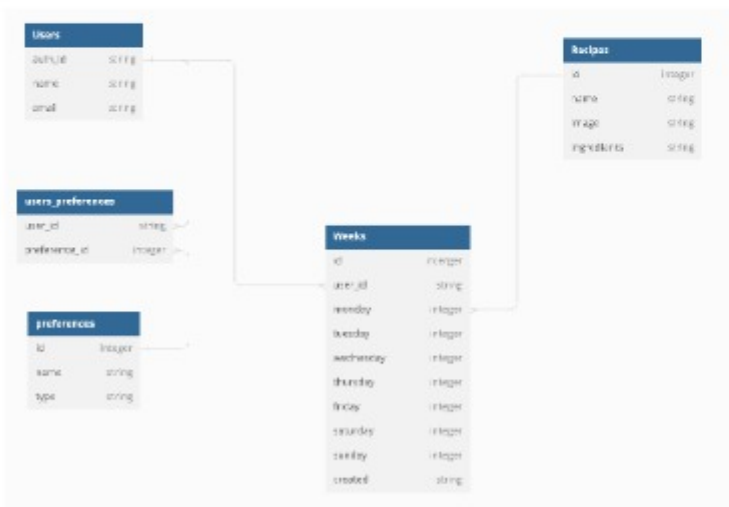 Users
auth_id string
name string
email string
Recipes
id integer
name string
image string
ingredients string
users_preferences
user_id string
preference_id integer
preferences
id integer
name string
type string
Weeks
id integer
user_id string
monday integer
tuesday integer
wednesday integer
thursday integer
friday integer
saturday integer
sunday integer
created string